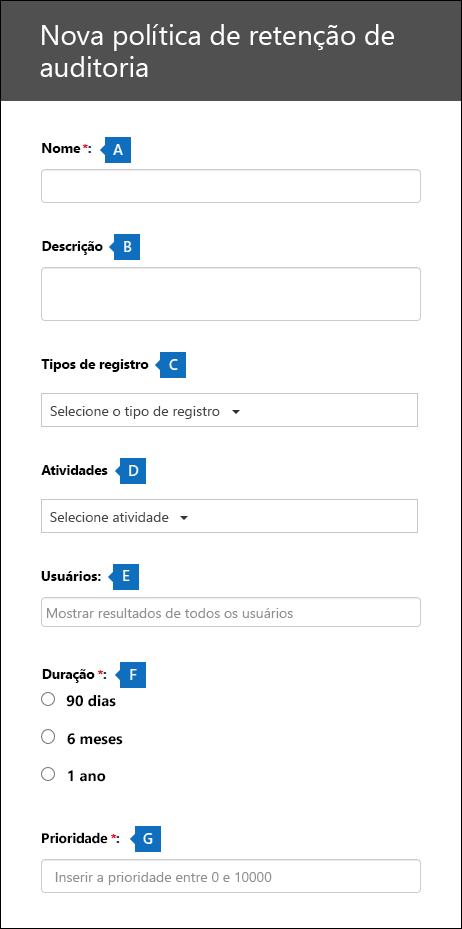 Nova política de retenção de
auditoria
Nome*: A
Descrição B
Tipos de registro C
Selecione o tipo de registro
Atividades D
Selecione atividade
Usuários: E
Mostrar resultados de todos os usuários
Duração *: F
90 dias
6 meses
1 ano
Prioridade *: G
Inserir a prioridade entre 0 e 10000